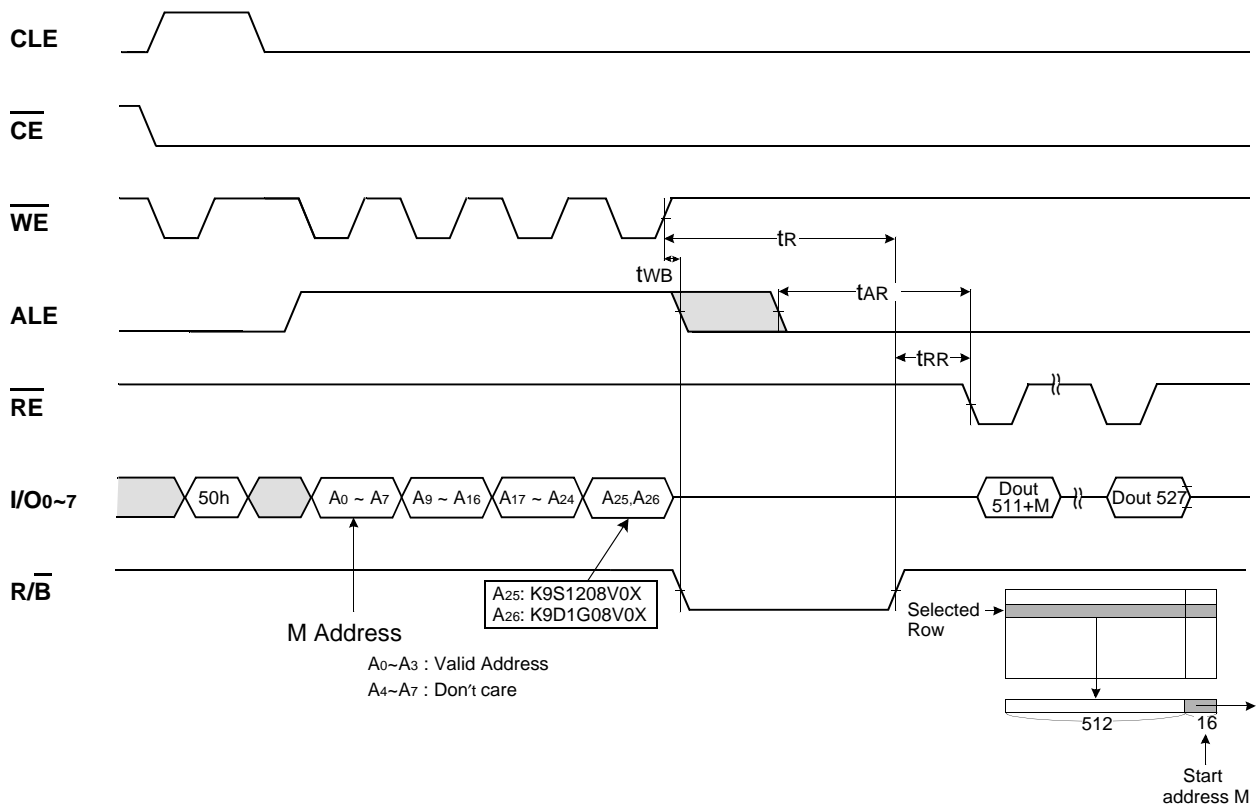 CLE
CE
WE
tR
tWB
ALE
tAR
tRR
RE
I/O0~7
50h
A0 ~ A7
A9 ~ A16
A17 ~ A24
A25,A26
Dout
511+M
Dout 527
R/B
A25: K9S1208V0X
A26: K9D1G08V0X
M Address
A0~A3 : Valid Address
A4~A7 : Don't care
Selected
Row
512
16
Start
address M